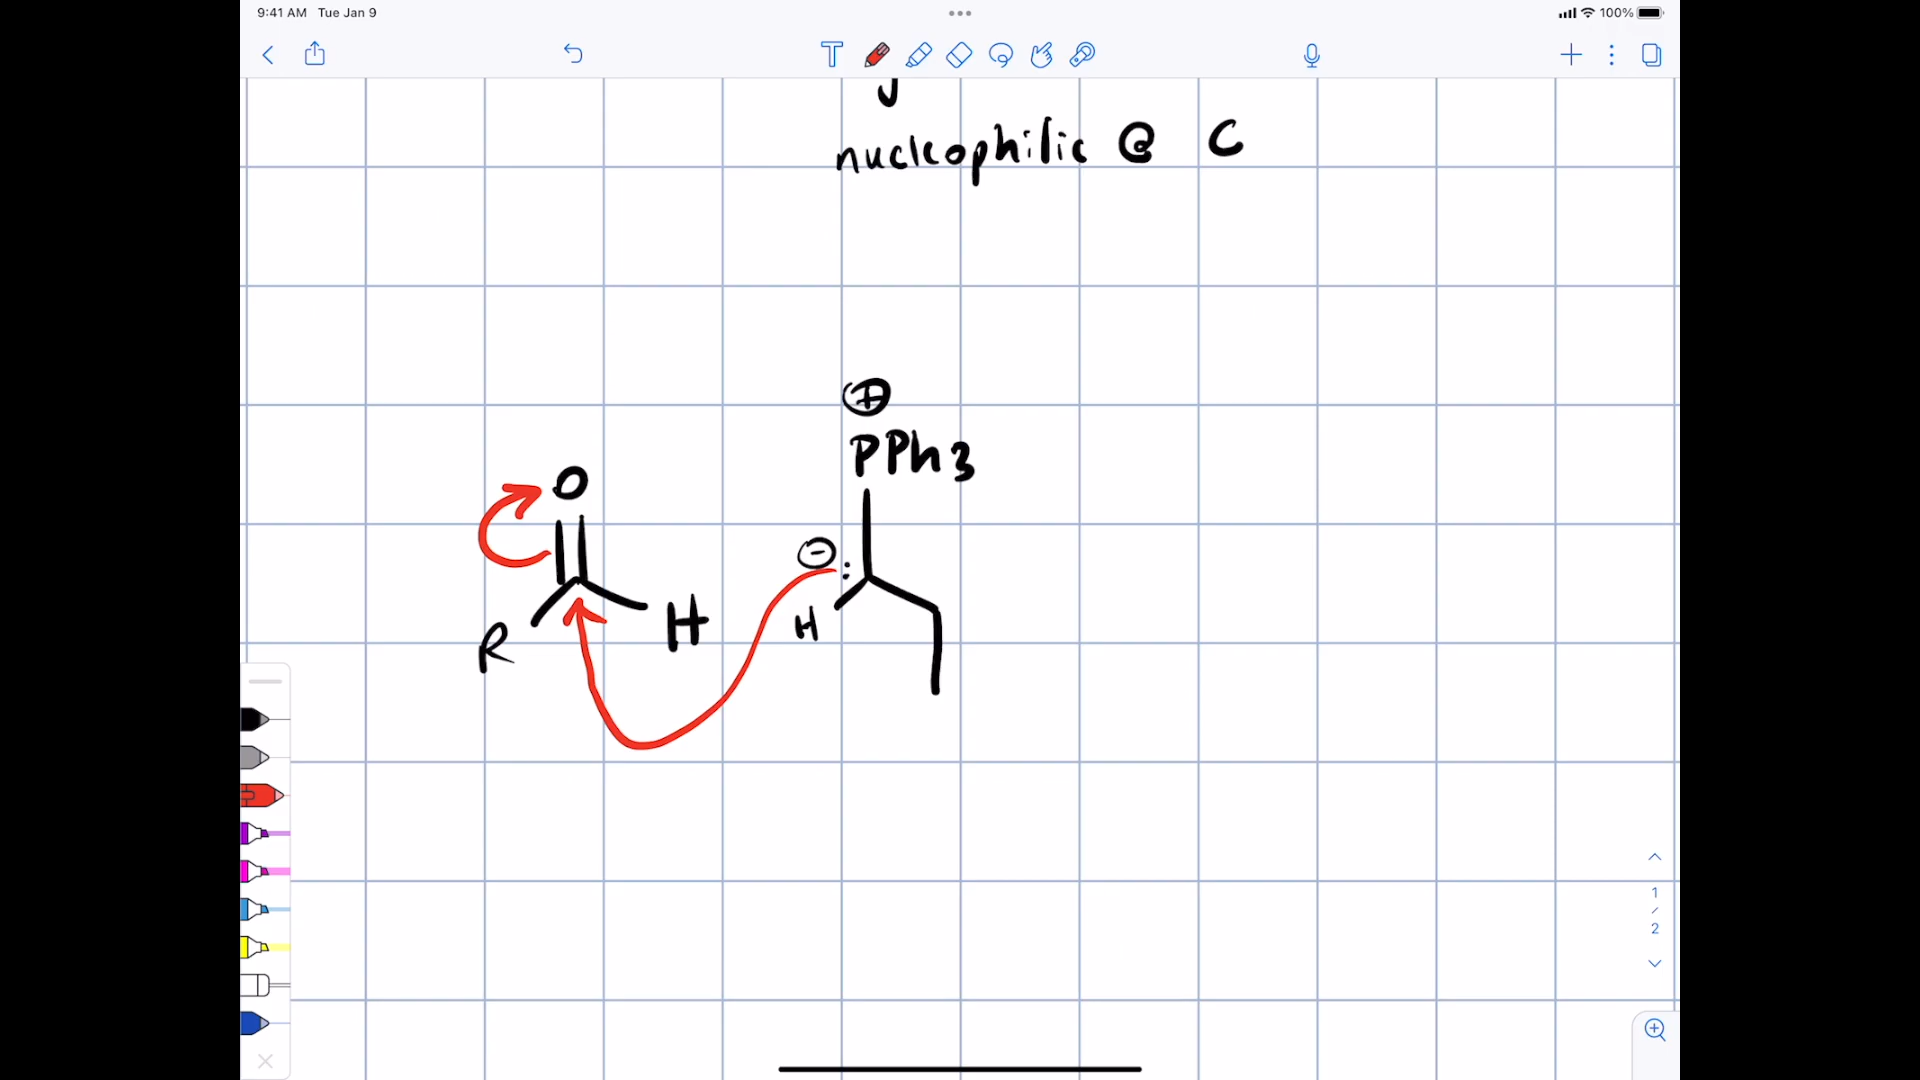 9:41 AM Tue Jan 9
100%
nucleophilic @ C
+
PPh3
O
−
H
H
R
1
/
2